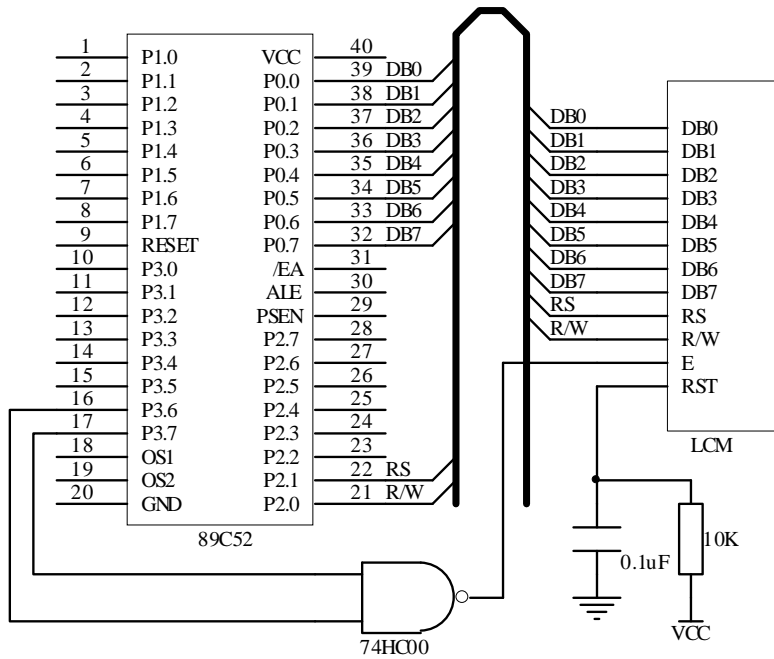 1 P1.0 VCC 40
2 P1.1 P0.0 39 DB0
3 P1.2 P0.1 38 DB1
4 P1.3 P0.2 37 DB2
5 P1.4 P0.3 36 DB3
6 P1.5 P0.4 35 DB4
7 P1.6 P0.5 34 DB5
8 P1.7 P0.6 33 DB6
9 RESET P0.7 32 DB7
10 P3.0 /EA 31
11 P3.1 ALE 30
12 P3.2 PSEN 29
13 P3.3 P2.7 28
14 P3.4 P2.6 27
15 P3.5 P2.5 26
16 P3.6 P2.4 25
17 P3.7 P2.3 24
18 OS1 P2.2 23
19 OS2 P2.1 22 RS
20 GND P2.0 21 R/W
89C52
DB0 DB0
DB1 DB1
DB2 DB2
DB3 DB3
DB4 DB4
DB5 DB5
DB6 DB6
DB7 DB7
RS RS
R/W R/W
E
RST
LCM
0.1uF
10K
VCC
74HC00